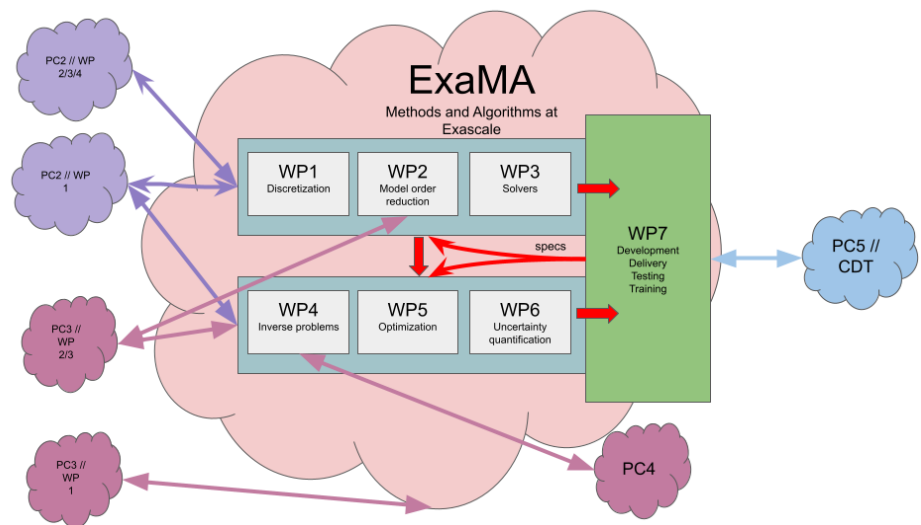 PC2 // WP
2/3/4
ExaMA
Methods and Algorithms at
Exascale
PC2 // WP
1
WP1
Discretization
WP2
Model order
reduction
WP3
Solvers
specs
WP7
Development
Delivery
Testing
Training
PC5 //
CDT
WP4
Inverse problems
WP5
Optimization
WP6
Uncertainty
quantification
PC3 //
WP
2/3
PC3 //
WP
1
PC4